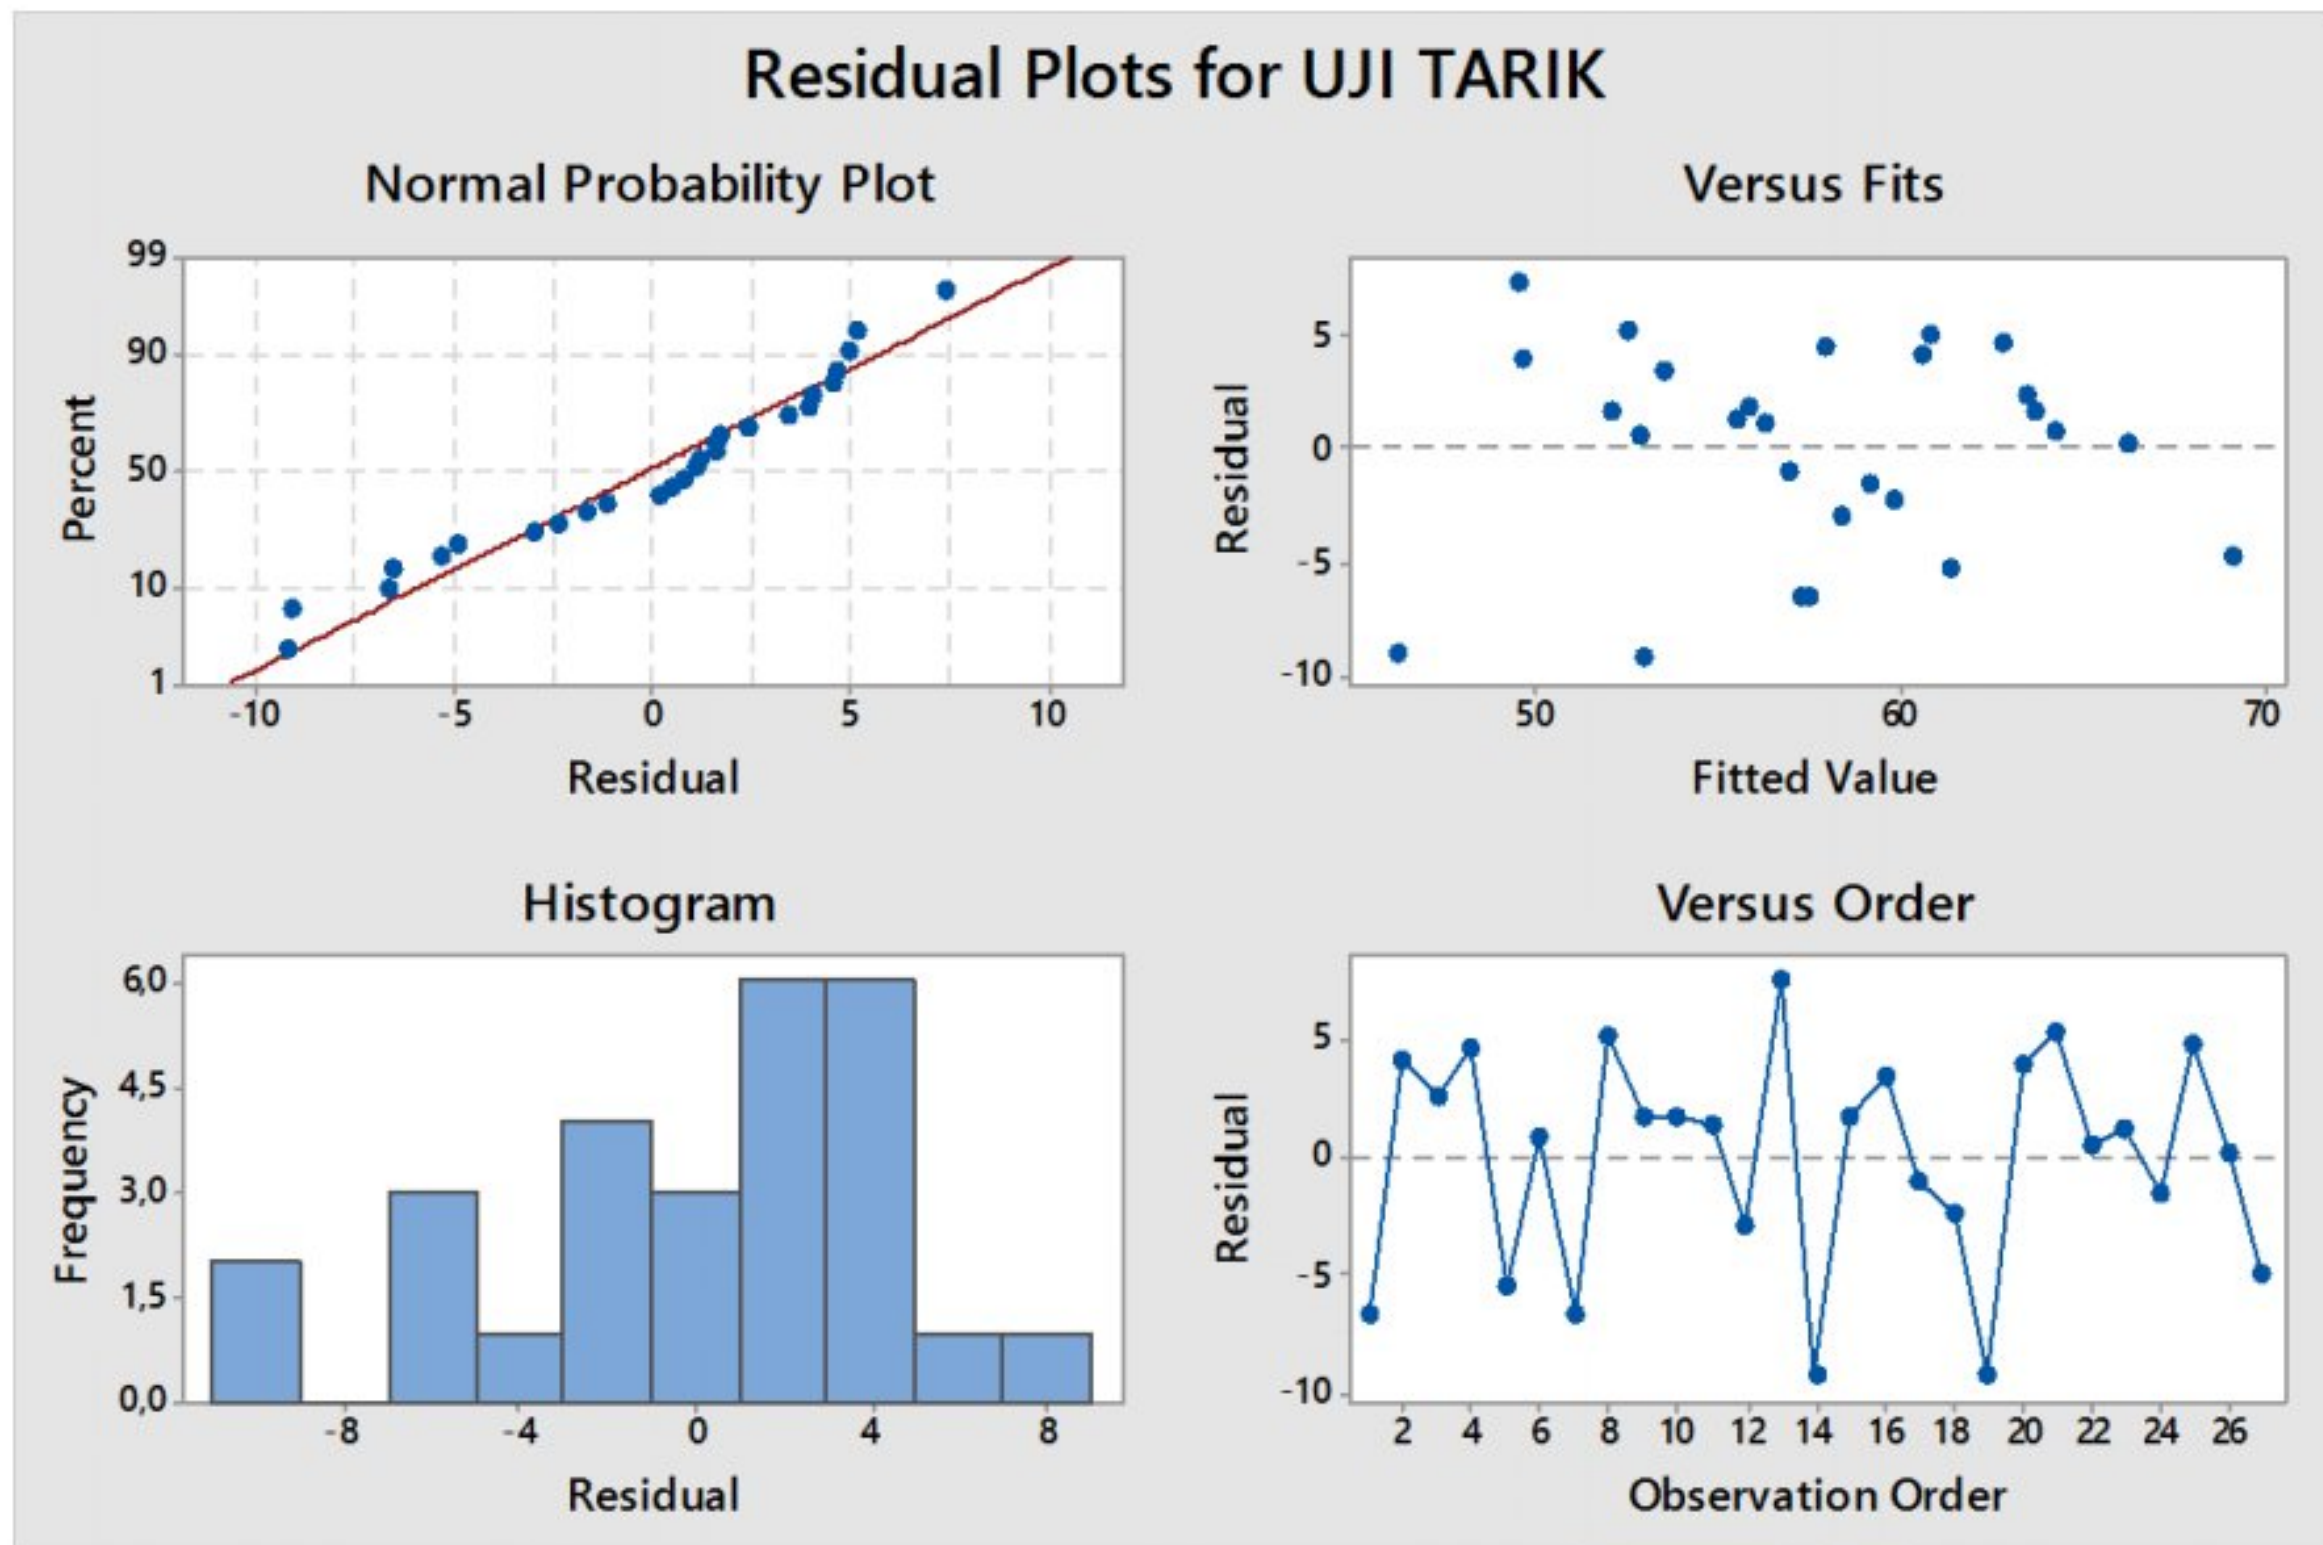 Residual Plots for UJI TARIK
Normal Probability Plot
99
90
50
10
1
Percent
-10 -5 0 5 10
Residual
Versus Fits
5
0
-5
-10
Residual
50 60 70
Fitted Value
Histogram
6,0
4,5
3,0
1,5
0,0
Frequency
-8 -4 0 4 8
Residual
Versus Order
5
0
-5
-10
Residual
2 4 6 8 10 12 14 16 18 20 22 24 26
Observation Order